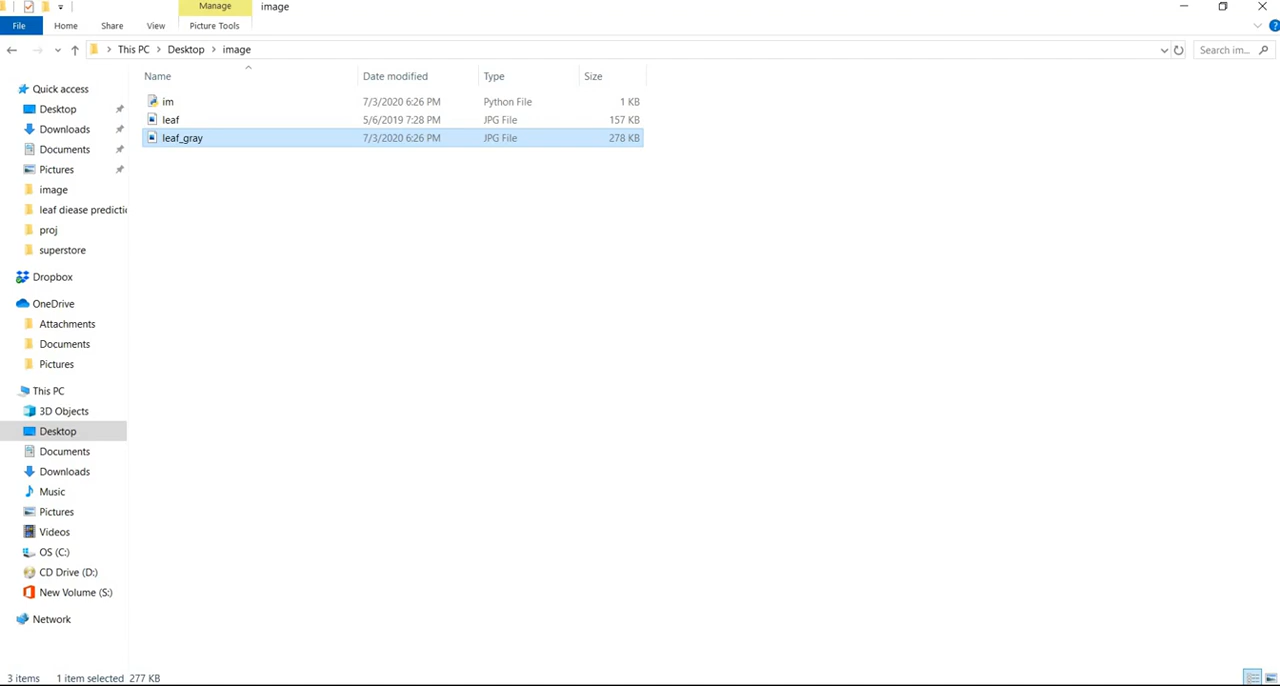 Manage
image
File
Home
Share
View
Picture Tools
This PC
Desktop
image
Search im...
Name
Date modified
Type
Size
im
7/3/2020 6:26 PM
Python File
1 KB
leaf
5/6/2019 7:28 PM
JPG File
157 KB
leaf_gray
7/3/2020 6:26 PM
JPG File
278 KB
Quick access
Desktop
Downloads
Documents
Pictures
image
leaf diease predictic
proj
superstore
Dropbox
OneDrive
Attachments
Documents
Pictures
This PC
3D Objects
Desktop
Documents
Downloads
Music
Pictures
Videos
OS (C:)
CD Drive (D:)
New Volume (S:)
Network
3 items
1 item selected 277 KB